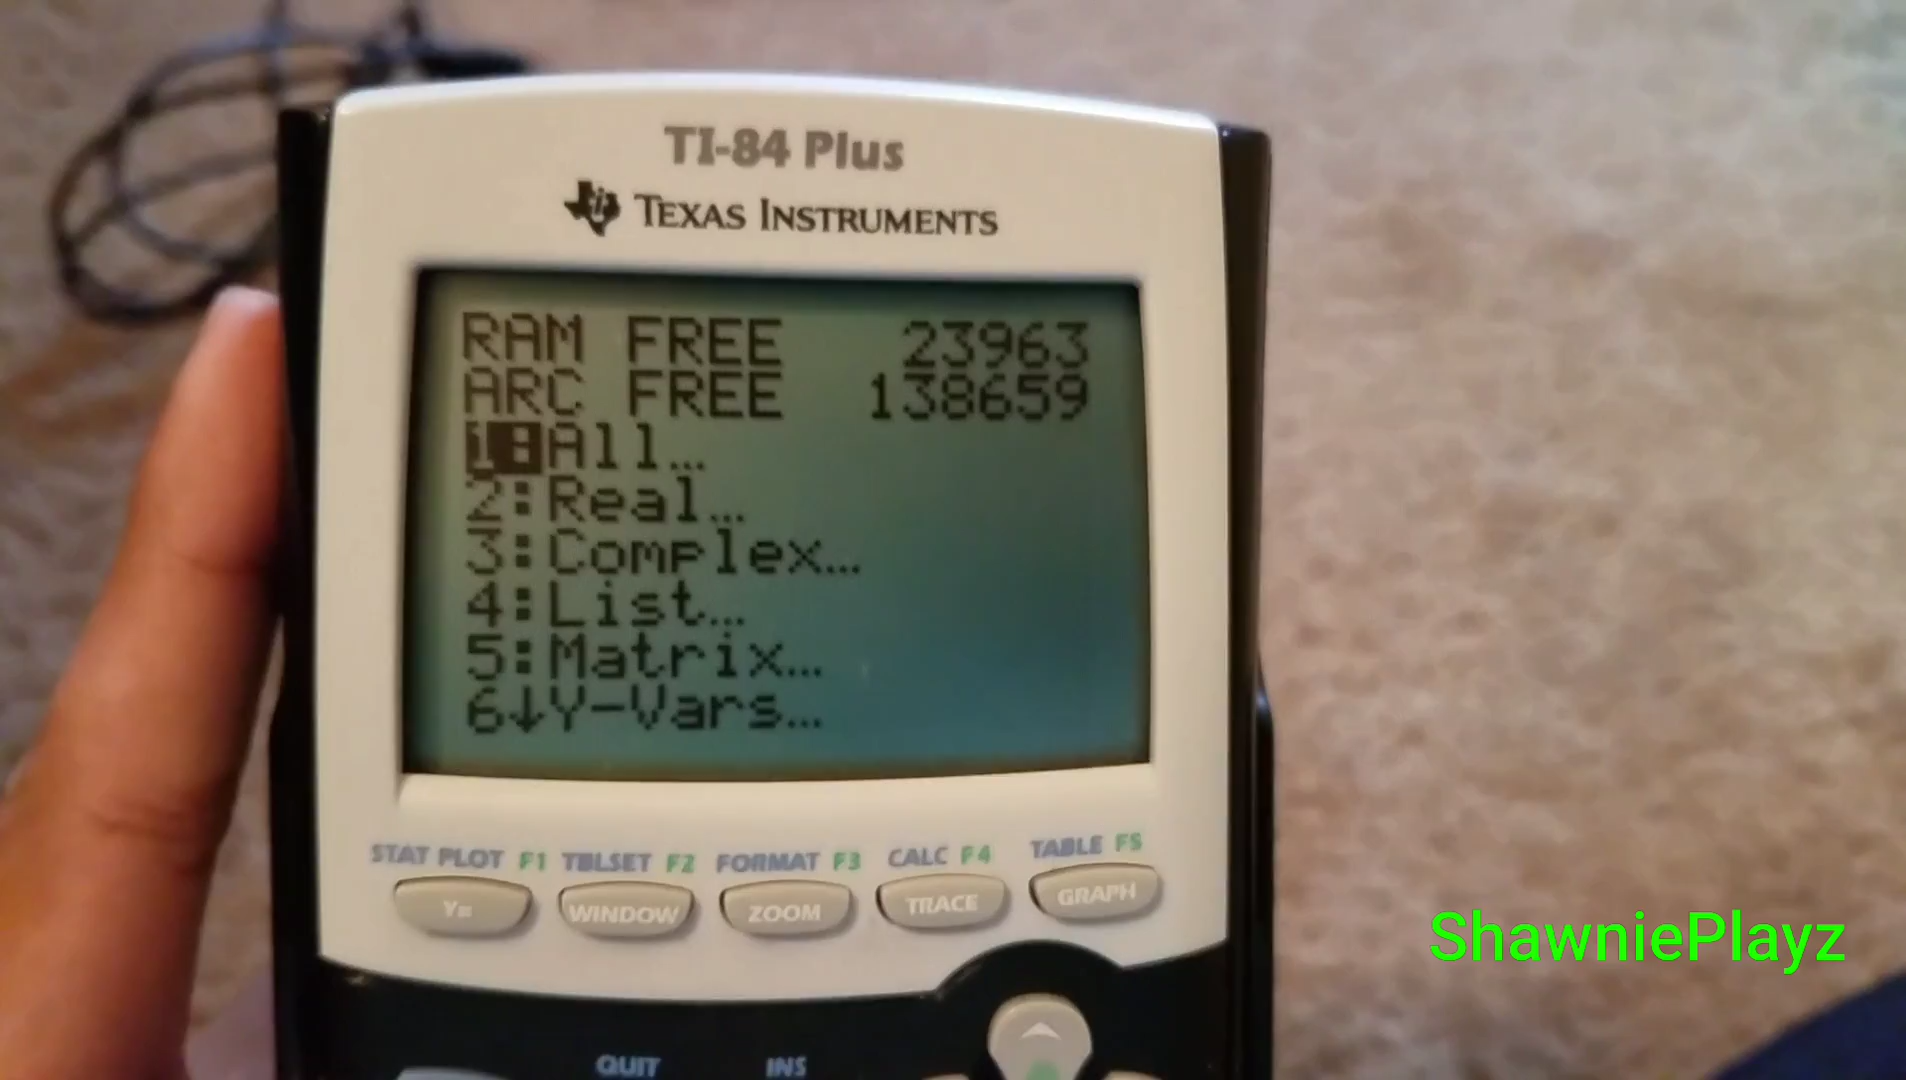 TI-84 Plus
TEXAS INSTRUMENTS
RAM FREE 23963
ARC FREE 138659
1:All...
2:Real...
3:Complex...
4:List...
5:Matrix...
6↓Y-Vars...
STAT PLOT F1 TBLSET F2 FORMAT F3 CALC F4 TABLE F5
Y= WINDOW ZOOM TRACE GRAPH
ShawniePlayz
QUIT INS